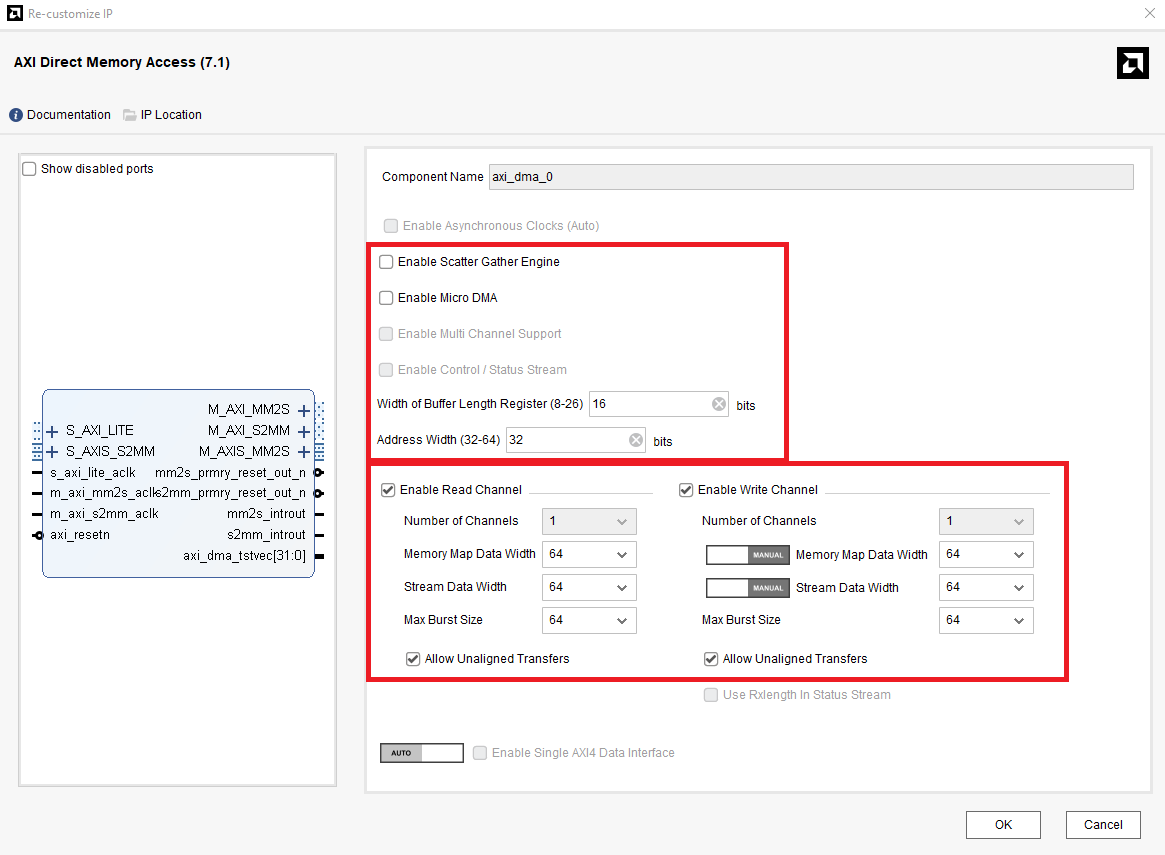 Re-customize IP
AXI Direct Memory Access (7.1)
Documentation IP Location
Show disabled ports
M_AXI_MM2S
S_AXI_LITE M_AXI_S2MM
S_AXIS_S2MM M_AXIS_MM2S
s_axi_lite_aclk mm2s_prmry_reset_out_n
m_axi_mm2s_aclk s2mm_prmry_reset_out_n
m_axi_s2mm_aclk mm2s_introut
axi_resetn s2mm_introut
axi_dma_tstvec[31:0]
Component Name axi_dma_0
Enable Asynchronous Clocks (Auto)
Enable Scatter Gather Engine
Enable Micro DMA
Enable Multi Channel Support
Enable Control / Status Stream
Width of Buffer Length Register (8-26) 16 bits
Address Width (32-64) 32 bits
Enable Read Channel
Number of Channels 1
Memory Map Data Width 64
Stream Data Width 64
Max Burst Size 64
Allow Unaligned Transfers
Enable Write Channel
Number of Channels 1
MANUAL Memory Map Data Width 64
MANUAL Stream Data Width 64
Max Burst Size 64
Allow Unaligned Transfers
Use Rxlength In Status Stream
AUTO Enable Single AXI4 Data Interface
OK Cancel